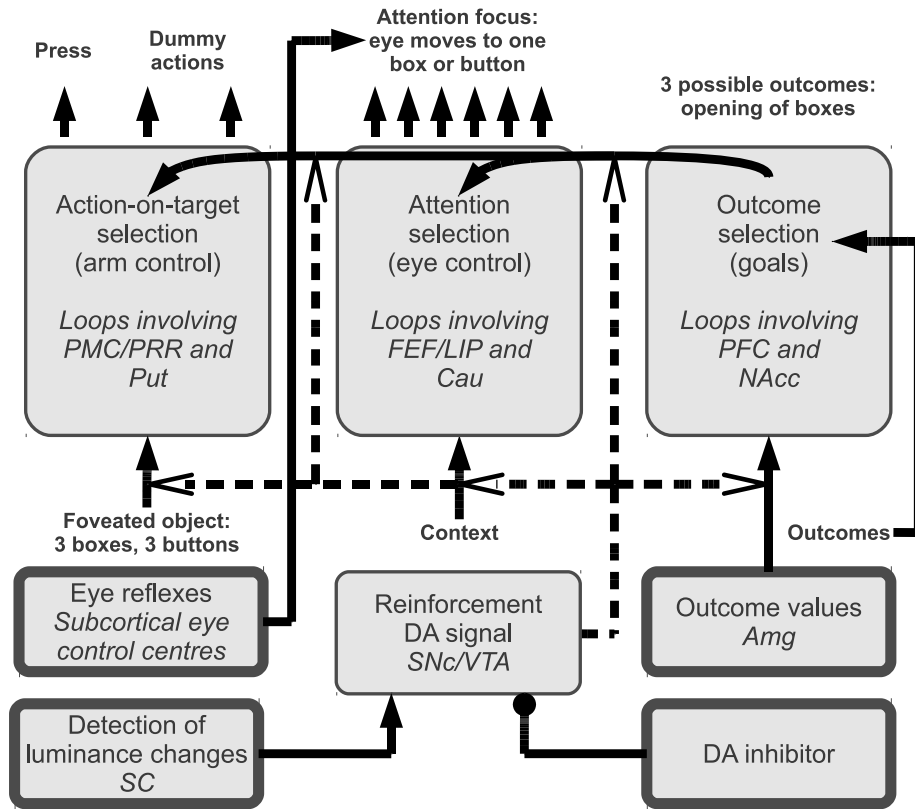 Press
Dummy
actions
Attention focus:
eye moves to one
box or button
3 possible outcomes:
opening of boxes
Action-on-target
selection
(arm control)
Loops involving
PMC/PRR and
Put
Attention
selection
(eye control)
Loops involving
FEF/LIP and
Cau
Outcome
selection
(goals)
Loops involving
PFC and
NAcc
Foveated object:
3 boxes, 3 buttons
Context
Outcomes
Eye reflexes
Subcortical eye
control centres
Reinforcement
DA signal
SNc/VTA
Outcome values
Amg
Detection of
luminance changes
SC
DA inhibitor